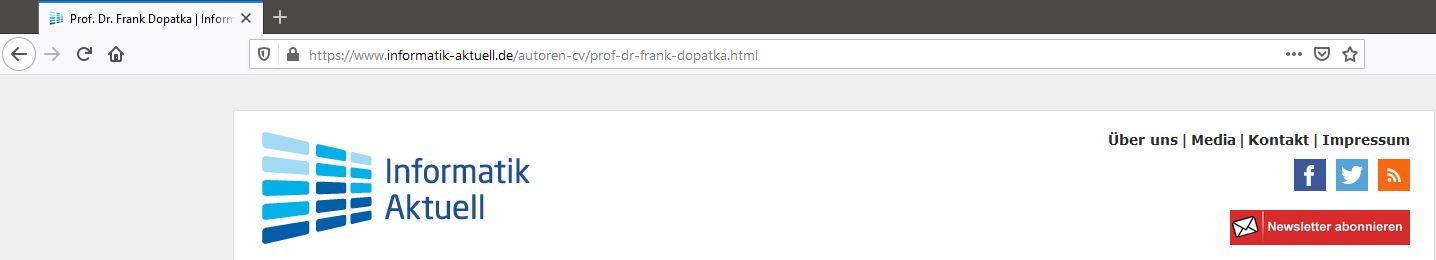 Prof. Dr. Frank Dopatka | Inform
https://www.informatik-aktuell.de/autoren-cv/prof-dr-frank-dopatka.html
Über uns | Media | Kontakt | Impressum
Informatik
Aktuell
Newsletter abonnieren